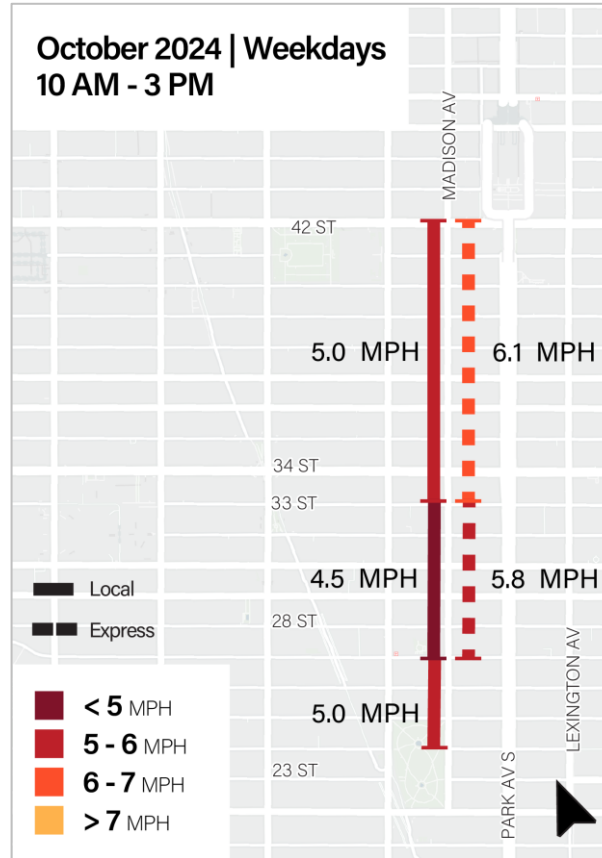 October 2024 | Weekdays
10 AM - 3 PM
MADISON AV
42 ST
5.0 MPH
6.1 MPH
34 ST
33 ST
4.5 MPH
5.8 MPH
Local
28 ST
Express
LEXINGTON AV
< 5 MPH
5.0 MPH
5 - 6 MPH
6 - 7 MPH
23 ST
PARK AV S
> 7 MPH